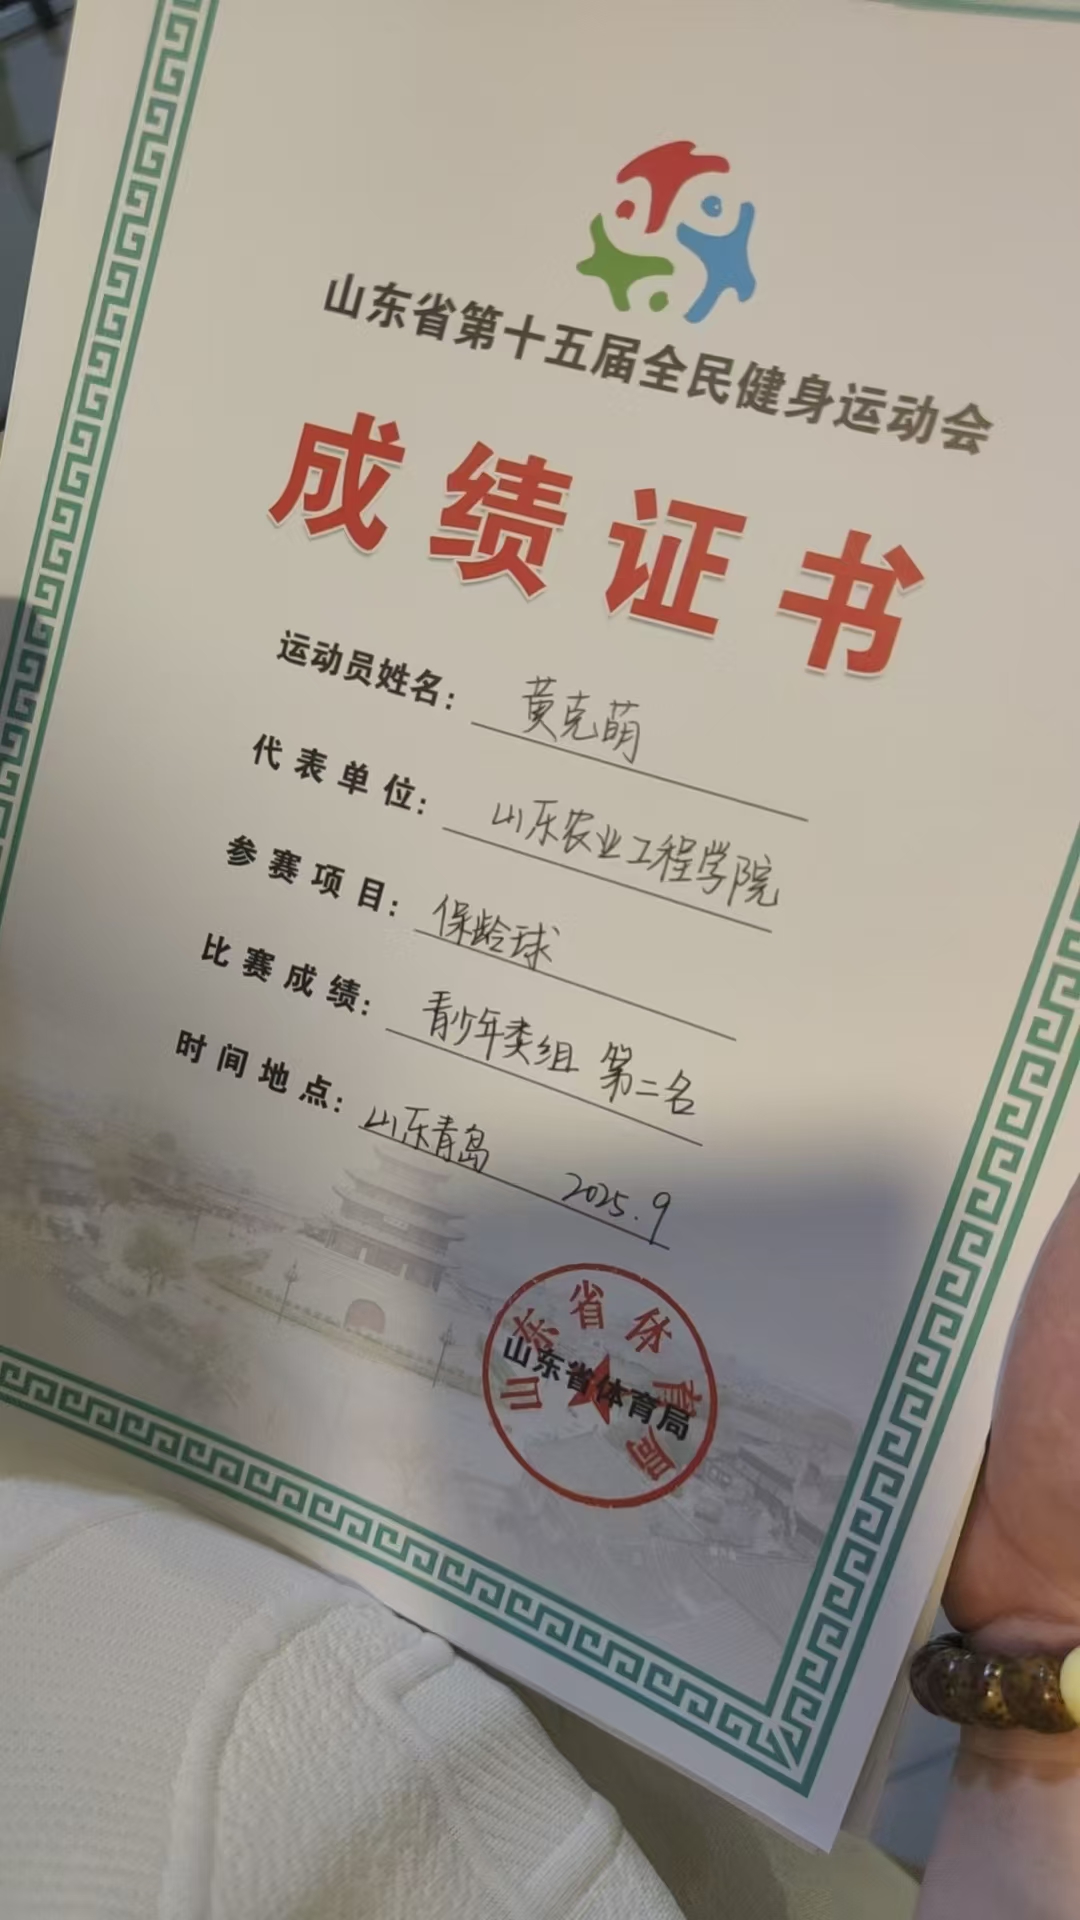 山东省第十五届全民健身运动会
成绩证书
运动员姓名：黄克萌
代表单位：山东农业工程学院
参赛项目：保龄球
比赛成绩：青少年类组 第二名
时间地点：山东青岛 2025.9
山东省体育局
山东省体育局